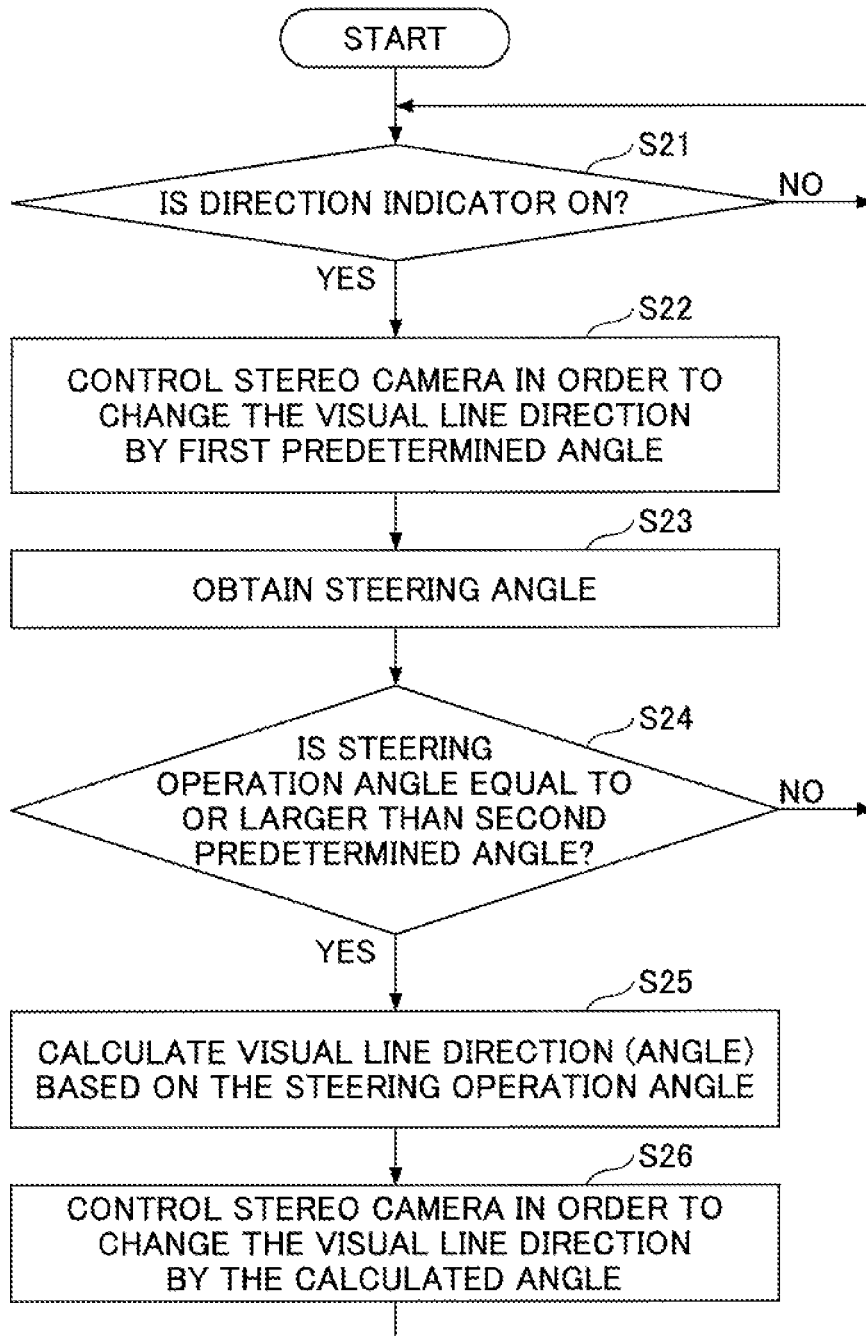 START
S21
IS DIRECTION INDICATOR ON?
NO
YES
S22
CONTROL STEREO CAMERA IN ORDER TO
CHANGE THE VISUAL LINE DIRECTION
BY FIRST PREDETERMINED ANGLE
S23
OBTAIN STEERING ANGLE
S24
IS STEERING
OPERATION ANGLE EQUAL TO
OR LARGER THAN SECOND
PREDETERMINED ANGLE?
NO
YES
S25
CALCULATE VISUAL LINE DIRECTION (ANGLE)
BASED ON THE STEERING OPERATION ANGLE
S26
CONTROL STEREO CAMERA IN ORDER TO
CHANGE THE VISUAL LINE DIRECTION
BY THE CALCULATED ANGLE